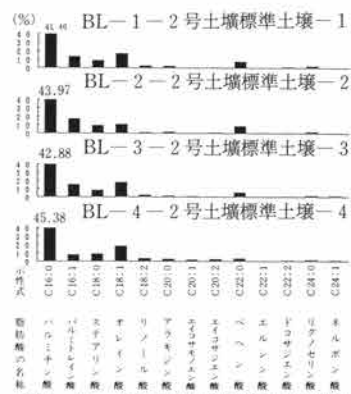 (%)
41.46 BL－1－2号土壙標準土壌－1
BL－2－2号土壙標準土壌－2
43.97
BL－3－2号土壙標準土壌－3
42.88
BL－4－2号土壙標準土壌－4
45.38
示性式
C16:0
C16:1
C18:0
C18:1
C18:2
C20:0
C20:1
C20:2
C22:0
C22:1
C22:2
C24:0
C24:1
脂肪酸の名称
パルミチン酸
パルミトレイン酸
ステアリン酸
オレイン酸
リノール酸
アラキジン酸
エイコサモノエン酸
エイコサジエン酸
ベヘン酸
エルシン酸
ドコサジエン酸
リグノセリン酸
ネルボン酸